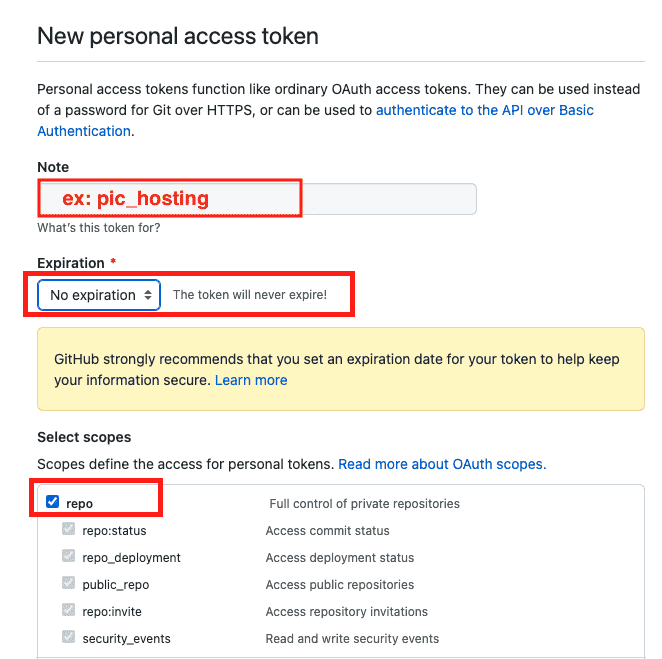 New personal access token
Personal access tokens function like ordinary OAuth access tokens. They can be used instead
of a password for Git over HTTPS, or can be used to authenticate to the API over Basic
Authentication.
Note
ex: pic_hosting
What's this token for?
Expiration *
No expiration The token will never expire!
GitHub strongly recommends that you set an expiration date for your token to help keep
your information secure. Learn more
Select scopes
Scopes define the access for personal tokens. Read more about OAuth scopes.
repo Full control of private repositories
repo:status Access commit status
repo_deployment Access deployment status
public_repo Access public repositories
repo:invite Access repository invitations
security_events Read and write security events